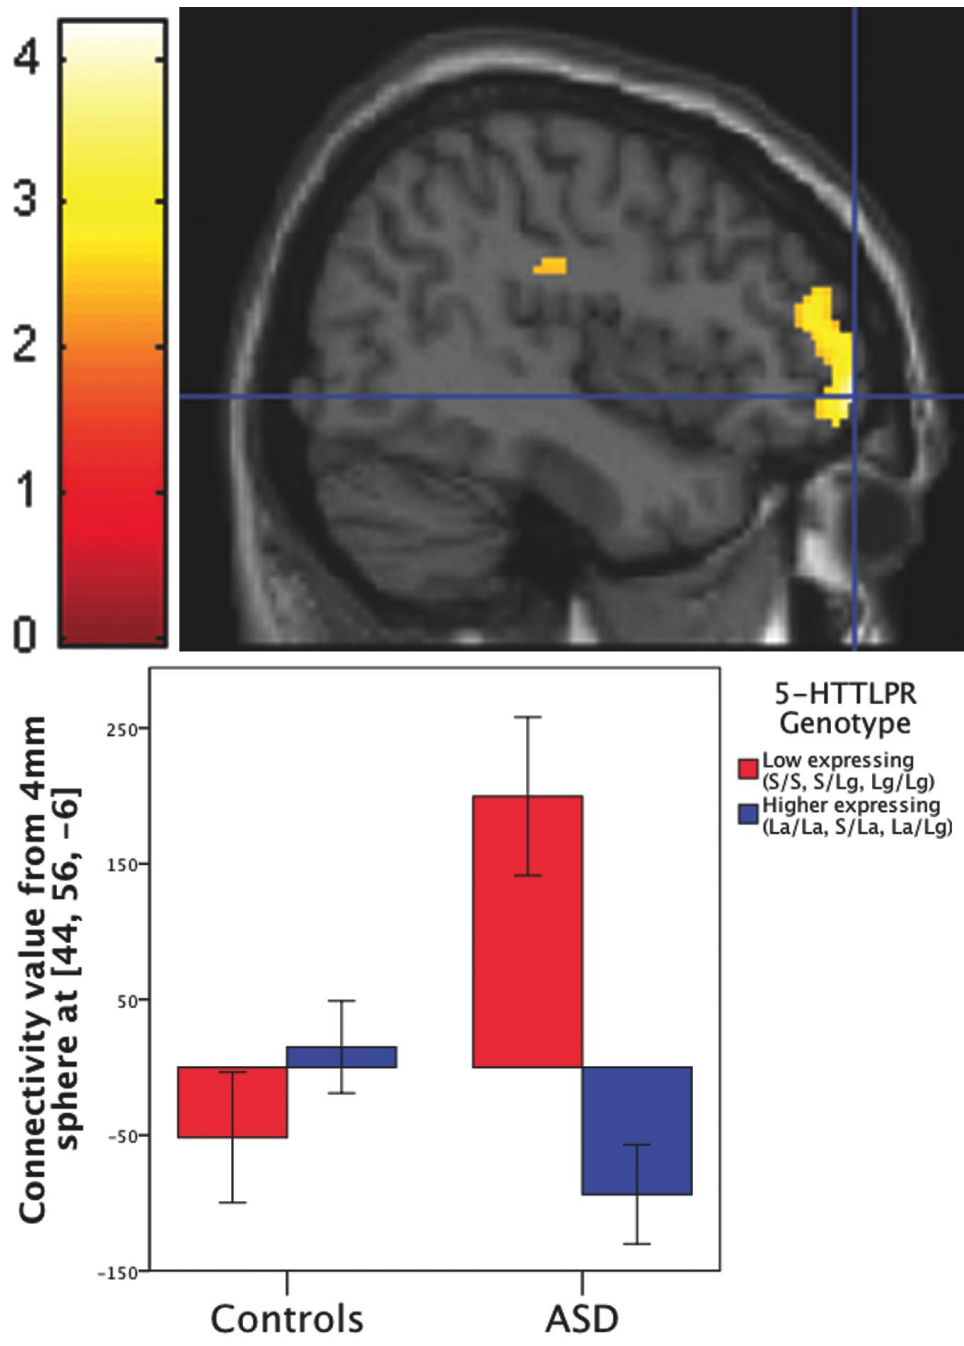 4
3
2
1
0
Connectivity value from 4mm
sphere at [44, 56, -6]
250
150
50
-50
-150
Controls
ASD
5-HTTLPR
Genotype
Low expressing
(S/S, S/Lg, Lg/Lg)
Higher expressing
(La/La, S/La, La/Lg)